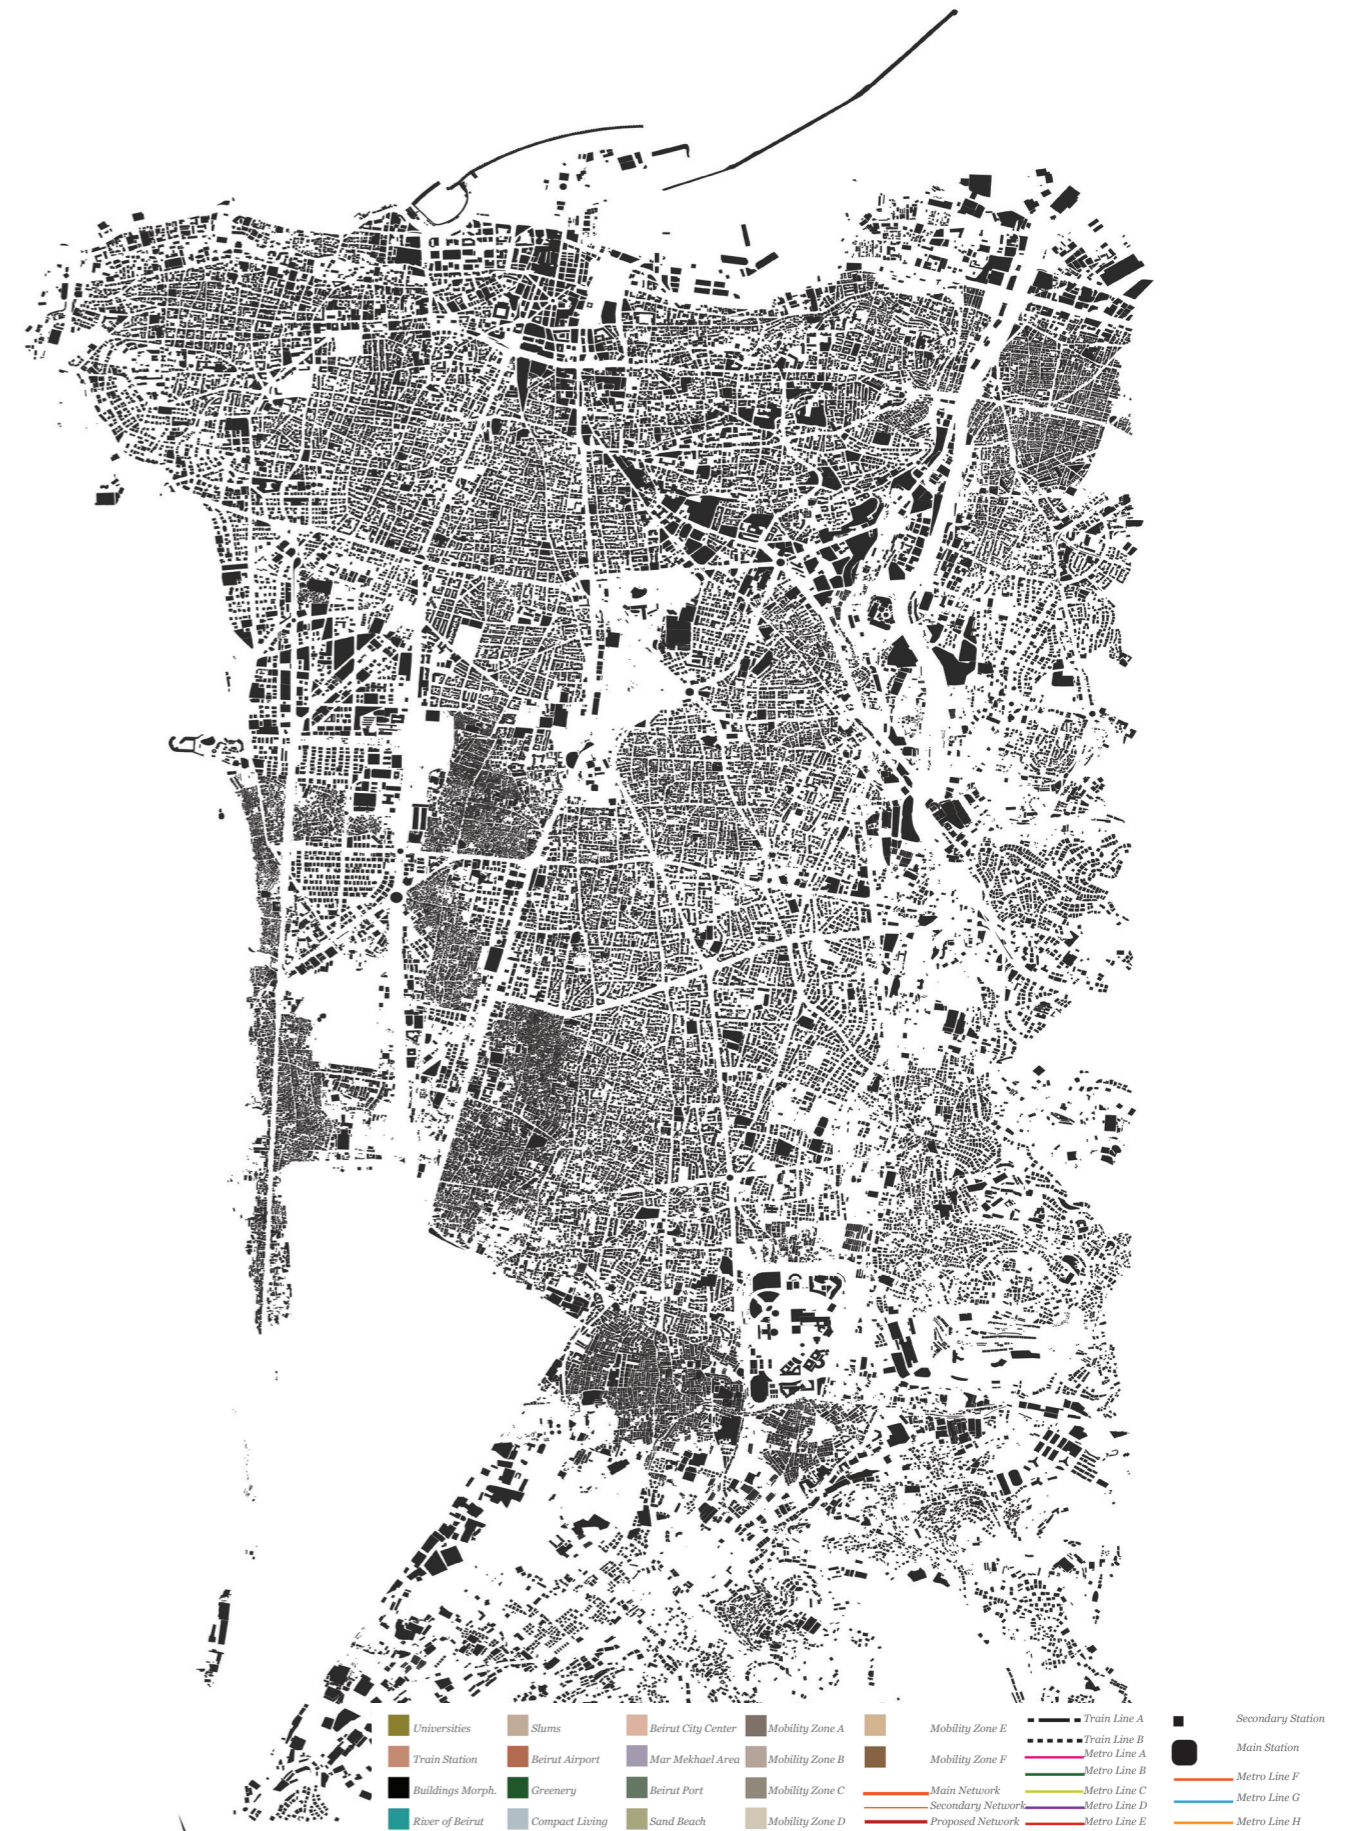 Universities
Train Station
Buildings Morph.
River of Beirut
Slums
Beirut Airport
Greenery
Compact Living
Beirut City Center
Mar Mekhael Area
Beirut Port
Sand Beach
Mobility Zone A
Mobility Zone B
Mobility Zone C
Mobility Zone D
Mobility Zone E
Mobility Zone F
Main Network
Secondary Network
Proposed Network
Train Line A
Train Line B
Metro Line A
Metro Line B
Metro Line C
Metro Line D
Metro Line E
Secondary Station
Main Station
Metro Line F
Metro Line G
Metro Line H